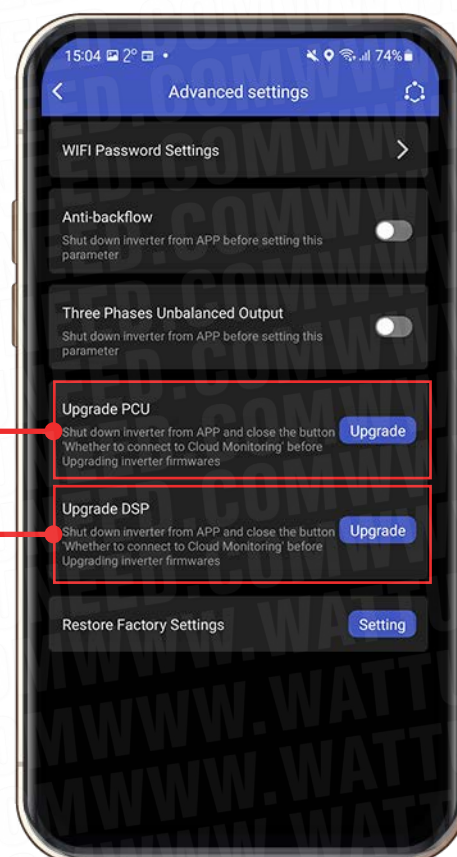 15:04 2° • 74%
Advanced settings
WIFI Password Settings
Anti-backflow
Shut down inverter from APP before setting this
parameter
Three Phases Unbalanced Output
Shut down inverter from APP before setting this
parameter
Upgrade PCU
Shut down inverter from APP and close the button
'Whether to connect to Cloud Monitoring' before
Upgrading inverter firmwares
Upgrade
Upgrade DSP
Shut down inverter from APP and close the button
'Whether to connect to Cloud Monitoring' before
Upgrading inverter firmwares
Upgrade
Restore Factory Settings
Setting